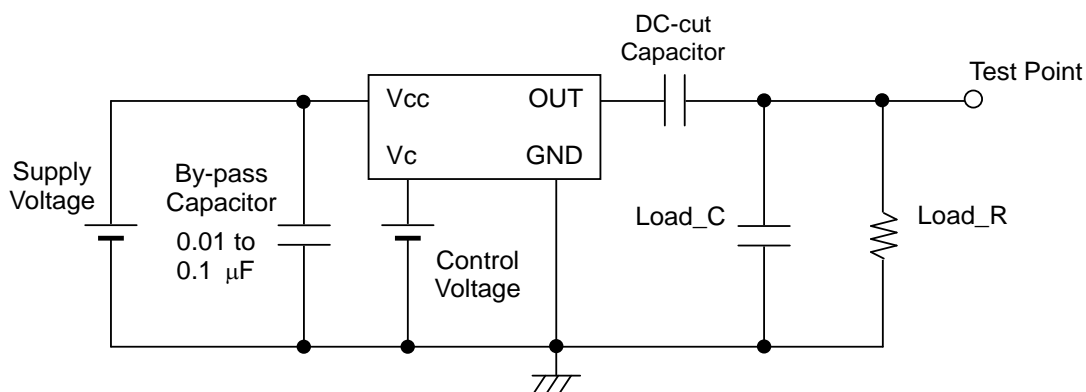 DC-cut
Capacitor
Test Point
Vcc
OUT
Vc
GND
Supply
Voltage
By-pass
Capacitor
0.01 to
0.1 μF
Control
Voltage
Load_C
Load_R